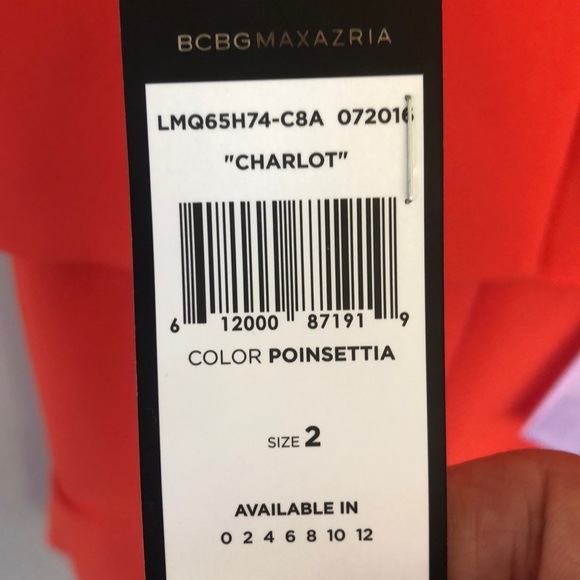 BCBGMAXAZRIA
LMQ65H74-C8A 072016
"CHARLOT"
6 12000 87191 9
COLOR POINSETTIA
SIZE 2
AVAILABLE IN
0 2 4 6 8 10 12